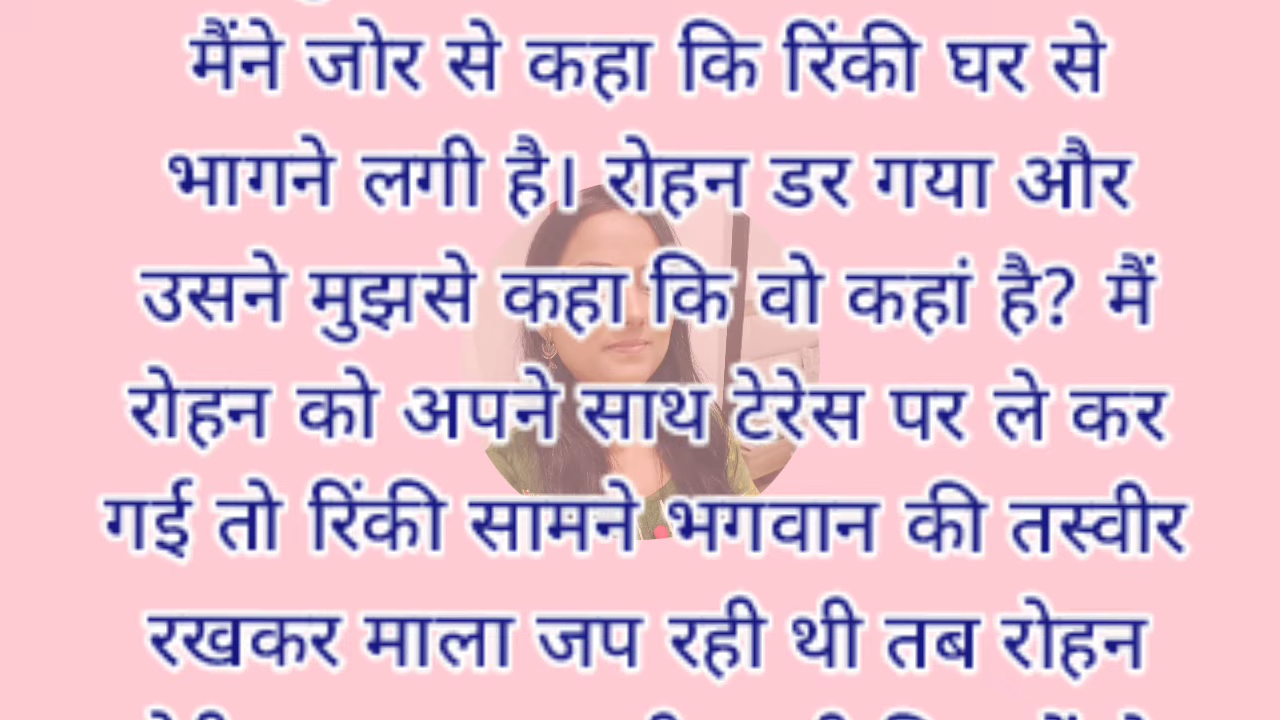 मैंने जोर से कहा कि रिंकी घर से
भागने लगी है। रोहन डर गया और
उसने मुझसे कहा कि वो कहां है? मैं
रोहन को अपने साथ टेरेस पर ले कर
गई तो रिंकी सामने भगवान की तस्वीर
रखकर माला जप रही थी तब रोहन